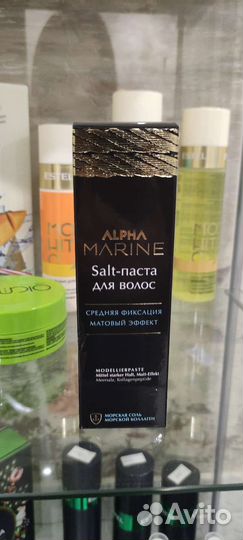 ESTEL
ALPHA
MARINE
Salt-паста
для волос
СРЕДНЯЯ ФИКСАЦИЯ
МАТОВЫЙ ЭФФЕКТ
MODELLIERPASTE
Mittel starker Halt, Matt-Effekt
Meersalz, Kollagenpeptide
МОРСКАЯ СОЛЬ
МОРСКОЙ КОЛЛАГЕН
Avito